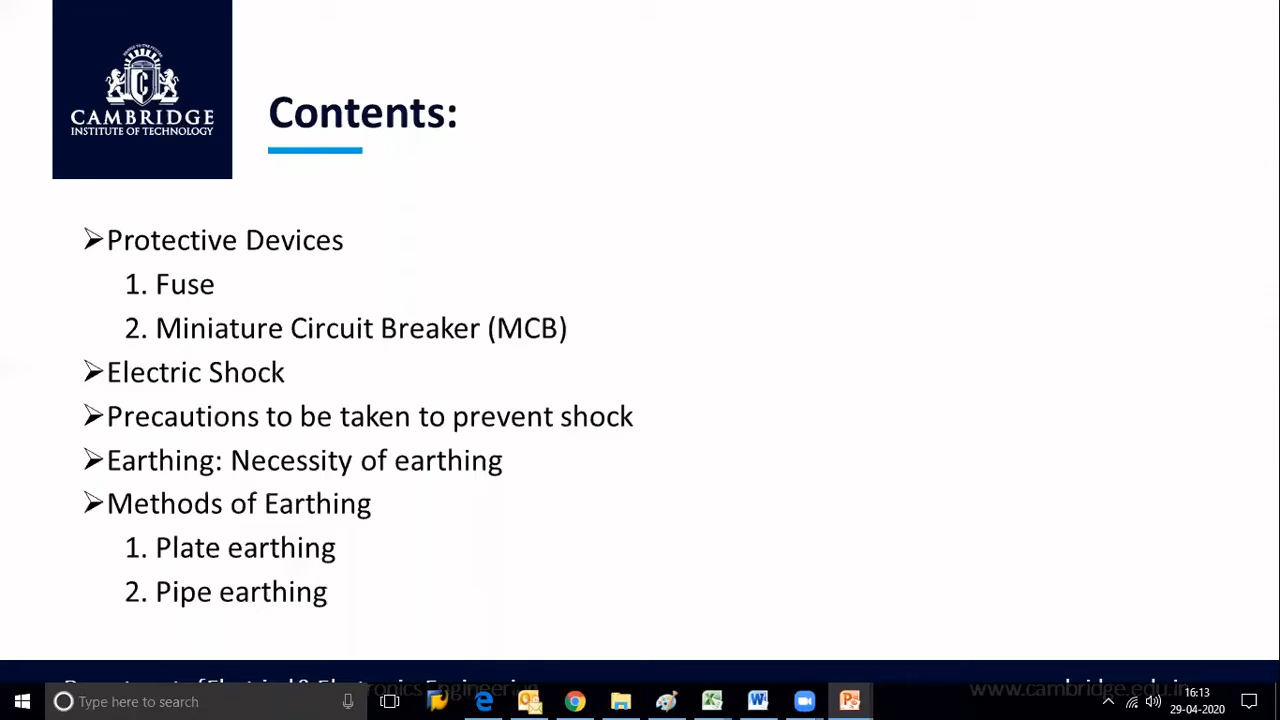 CAMBRIDGE
INSTITUTE OF TECHNOLOGY
Contents:
➢Protective Devices
1. Fuse
2. Miniature Circuit Breaker (MCB)
➢Electric Shock
➢Precautions to be taken to prevent shock
➢Earthing: Necessity of earthing
➢Methods of Earthing
1. Plate earthing
2. Pipe earthing
www.cambridge.edu.in
Type here to search
16:13
29-04-2020